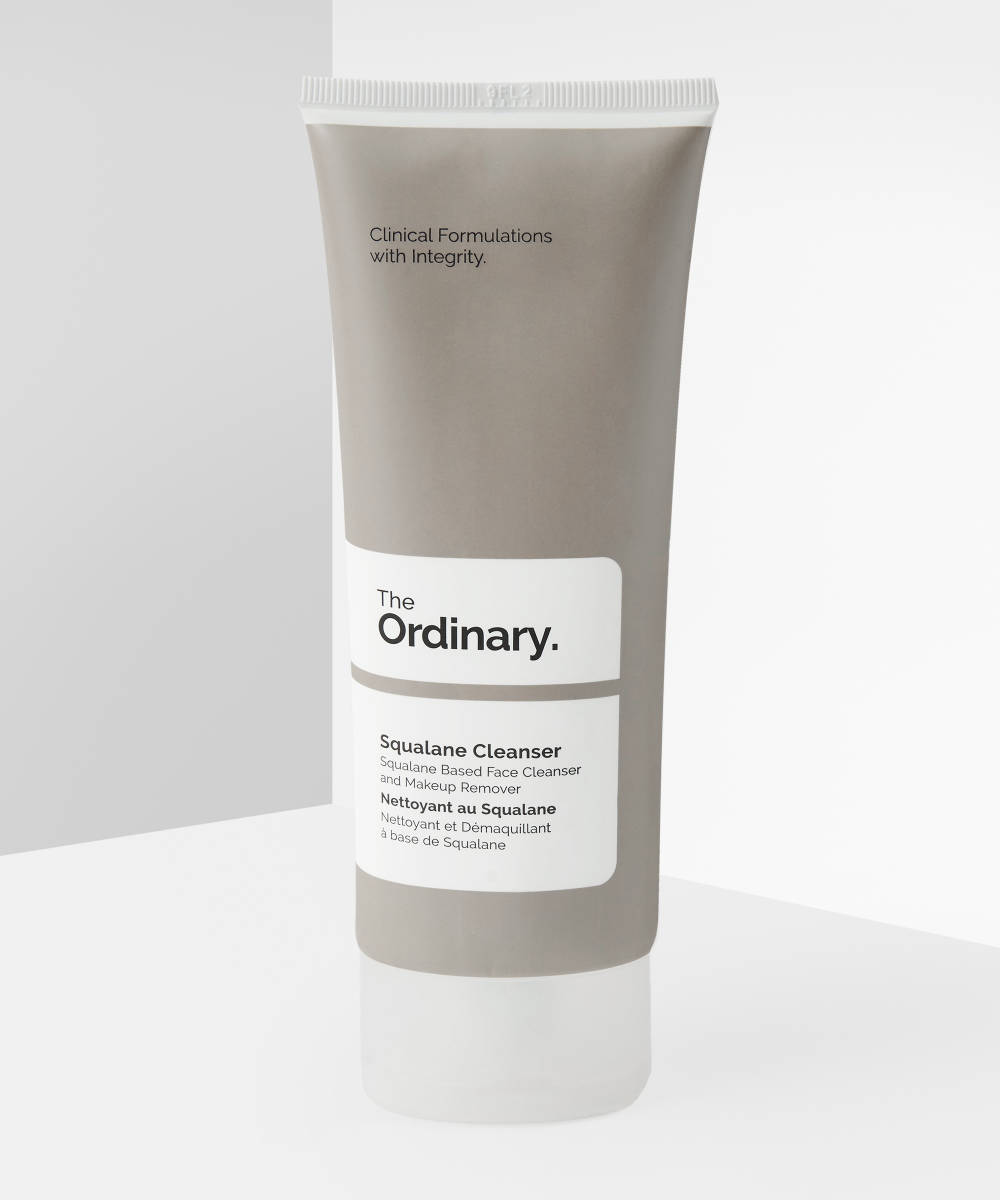 9FL2
Clinical Formulations
with Integrity.
The
Ordinary.
Squalane Cleanser
Squalane Based Face Cleanser
and Makeup Remover
Nettoyant au Squalane
Nettoyant et Démaquillant
à base de Squalane